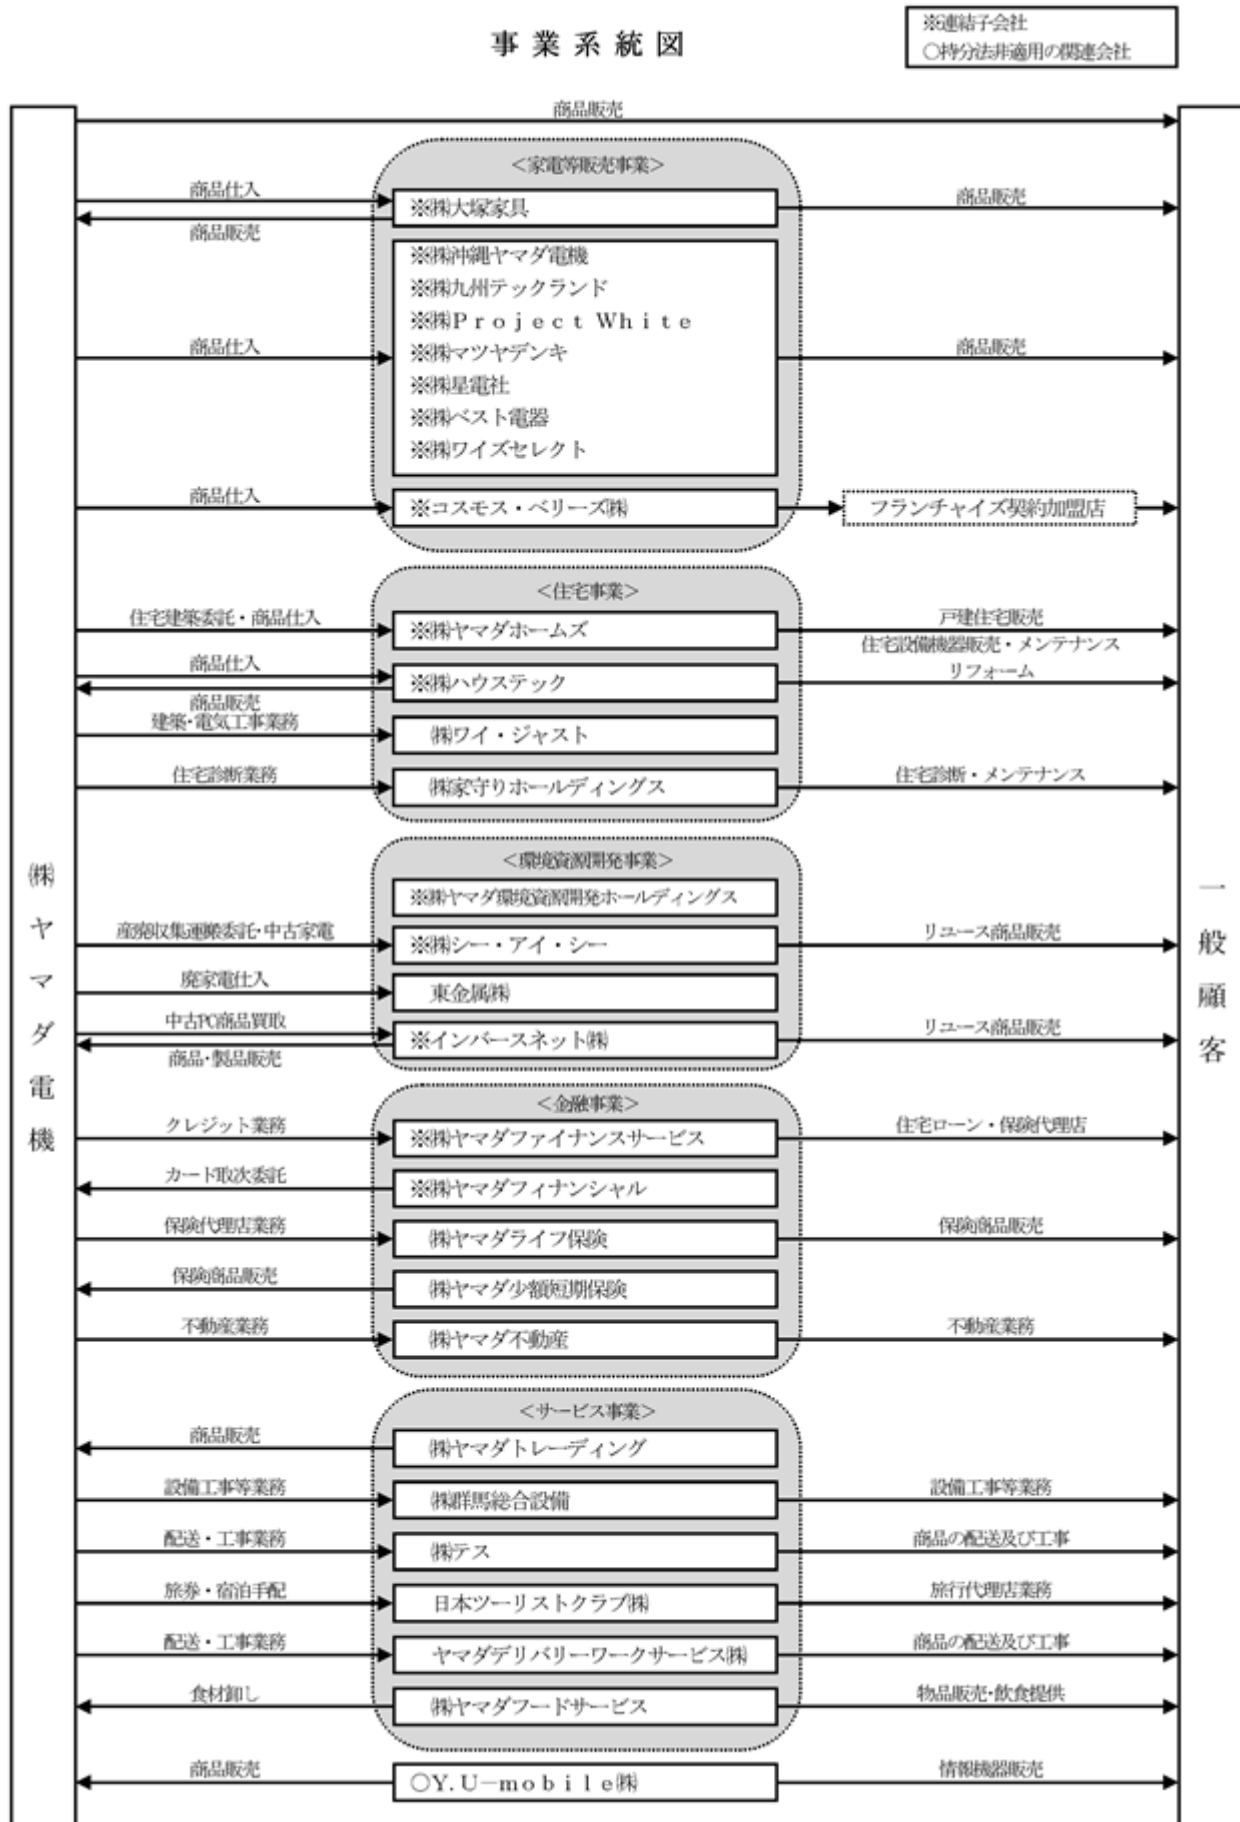 事業系統図
※連結子会社
○持分法非適用の関連会社
㈱ヤマダ電機
一般顧客
商品販売
＜家電等販売事業＞
商品仕入
※㈱大塚家具
商品販売
商品販売
※㈱沖縄ヤマダ電機
※㈱九州テックランド
※㈱Project White
商品仕入
※㈱マツヤデンキ
商品販売
※㈱星電社
※㈱ベスト電器
※㈱ワイズセレクト
商品仕入
※コスモス・ベリーズ㈱
フランチャイズ契約加盟店
＜住宅事業＞
住宅建築委託・商品仕入
※㈱ヤマダホームズ
戸建住宅販売
住宅設備機器販売・メンテナンス
商品仕入
※㈱ハウステック
リフォーム
商品販売
建築・電気工事業務
㈱ワイ・ジャスト
住宅診断業務
㈱家守りホールディングス
住宅診断・メンテナンス
＜環境資源開発事業＞
※㈱ヤマダ環境資源開発ホールディングス
産廃収集運搬委託・中古家電
※㈱シー・アイ・シー
リユース商品販売
廃家電仕入
東金属㈱
中古PC商品買取
※インバースネット㈱
リユース商品販売
商品・製品販売
＜金融事業＞
クレジット業務
※㈱ヤマダファイナンスサービス
住宅ローン・保険代理店
カード取次委託
※㈱ヤマダフィナンシャル
保険代理店業務
㈱ヤマダライフ保険
保険商品販売
保険商品販売
㈱ヤマダ少額短期保険
不動産業務
㈱ヤマダ不動産
不動産業務
＜サービス事業＞
商品販売
㈱ヤマダトレーディング
設備工事等業務
㈱群馬総合設備
設備工事等業務
配送・工事業務
㈱テス
商品の配送及び工事
旅券・宿泊手配
日本ツーリストクラブ㈱
旅行代理店業務
配送・工事業務
ヤマダデリバリーワークサービス㈱
商品の配送及び工事
食材卸し
㈱ヤマダフードサービス
物品販売・飲食提供
商品販売
○Y.U－mobile㈱
情報機器販売